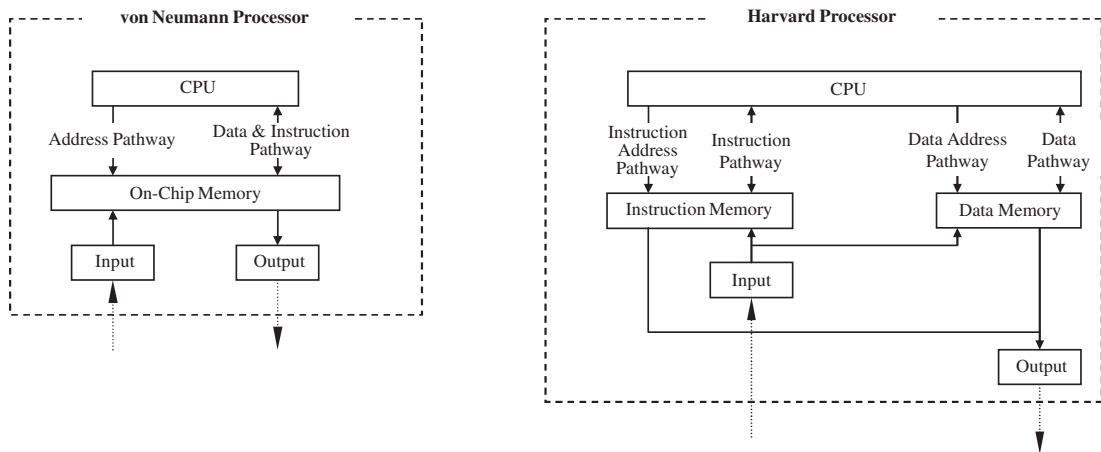 von Neumann Processor
CPU
Address Pathway
Data & Instruction
Pathway
On-Chip Memory
Input
Output
Harvard Processor
CPU
Instruction
Address
Pathway
Instruction
Pathway
Data Address
Pathway
Data
Pathway
Instruction Memory
Data Memory
Input
Output